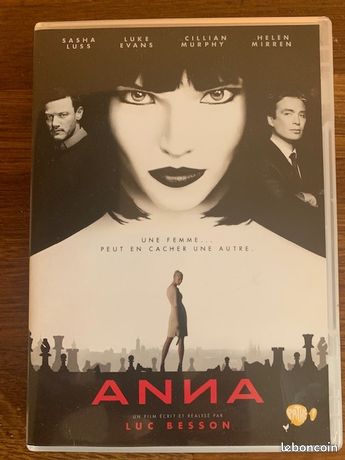 SASHA LUSS
LUKE EVANS
CILLIAN MURPHY
HELEN MIRREN
UNE FEMME...
PEUT EN CACHER UNE AUTRE.
ANИA
UN FILM ÉCRIT ET RÉALISÉ PAR
LUC BESSON
leboncoin